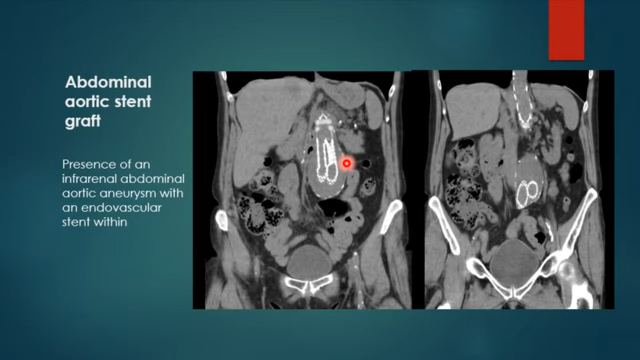 Abdominal
aortic stent
graft
Presence of an
infrarenal abdominal
aortic aneurysm with
an endovascular
stent within